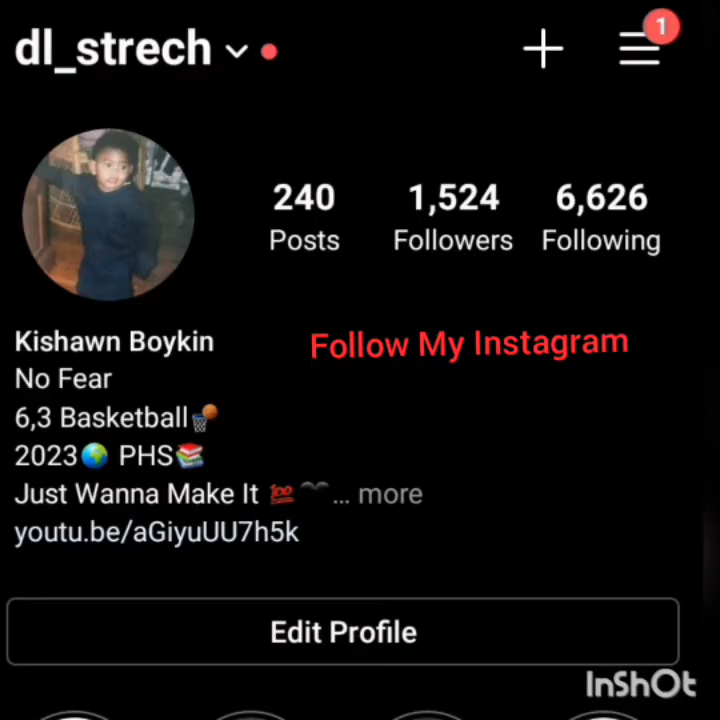 dl_strech
1
240 1,524 6,626
Posts Followers Following
Kishawn Boykin
Follow My Instagram
No Fear
6,3 Basketball🏀
2023🌍 PHS📚
Just Wanna Make It 💯🖤... more
youtu.be/aGiyuUU7h5k
Edit Profile
InShOt